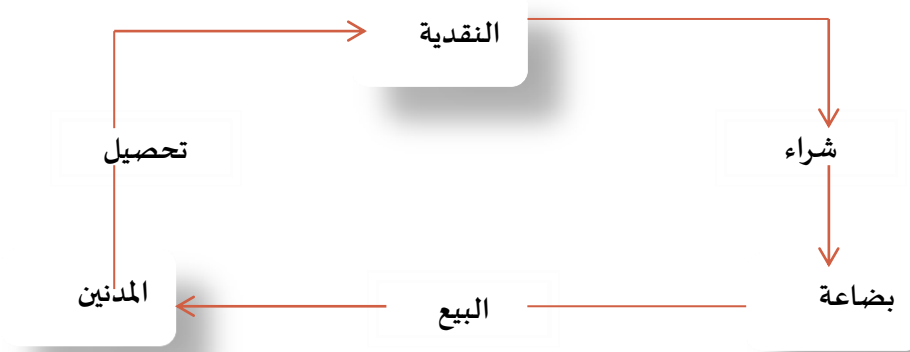 النقدية
تحصيل
شراء
المدنين
البيع
بضاعة